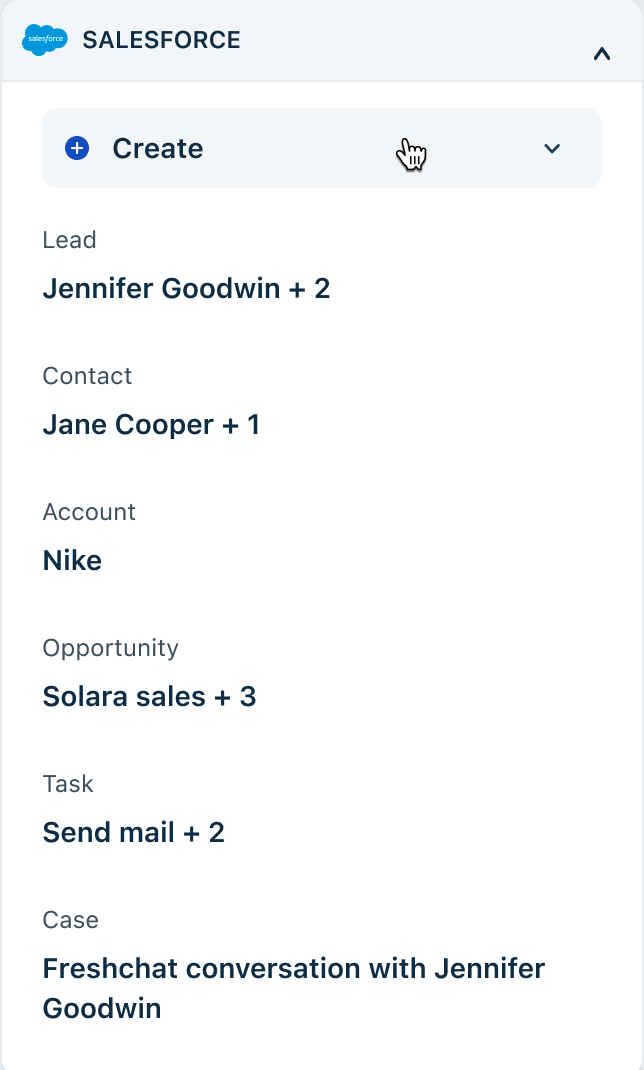 salesforce SALESFORCE
Create
Lead
Jennifer Goodwin + 2
Contact
Jane Cooper + 1
Account
Nike
Opportunity
Solara sales + 3
Task
Send mail + 2
Case
Freshchat conversation with Jennifer
Goodwin